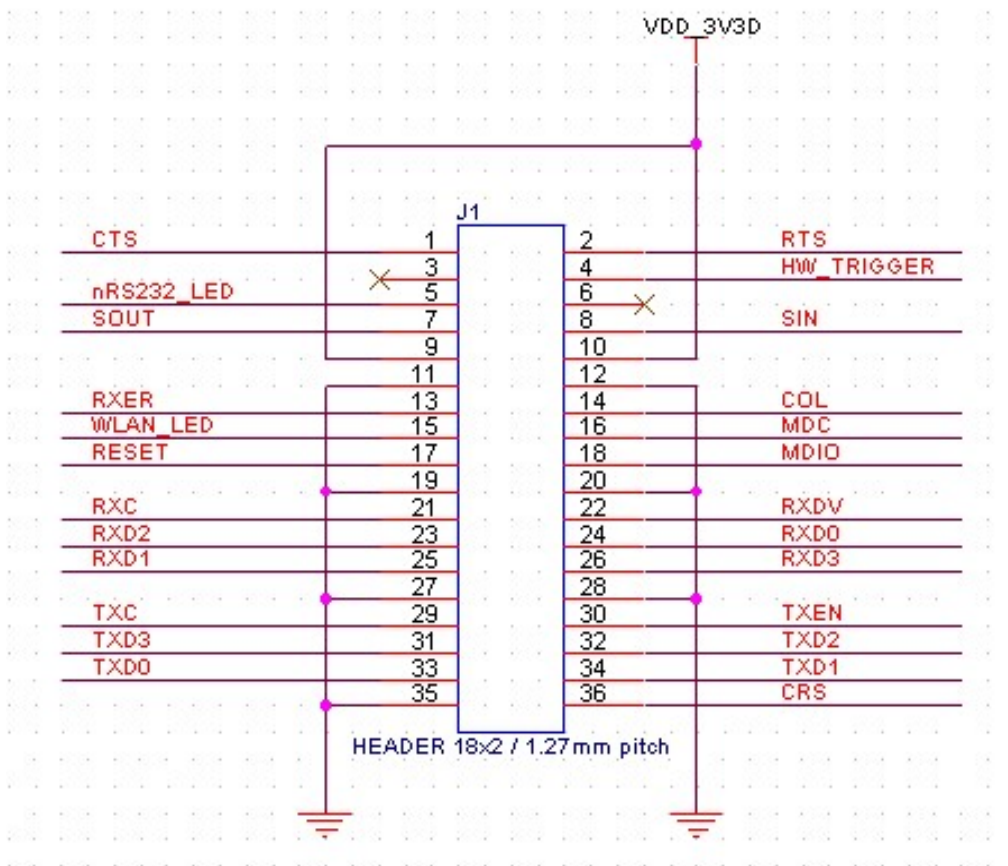 VDD_3V3D
J1
CTS 1 2 RTS
3 4 HW_TRIGGER
nRS232_LED 5 6
SOUT 7 8 SIN
9 10
11 12
RXER 13 14 COL
WLAN_LED 15 16 MDC
RESET 17 18 MDIO
19 20
RXC 21 22 RXDV
RXD2 23 24 RXD0
RXD1 25 26 RXD3
27 28
TXC 29 30 TXEN
TXD3 31 32 TXD2
TXD0 33 34 TXD1
35 36 CRS
HEADER 18x2 / 1.27mm pitch